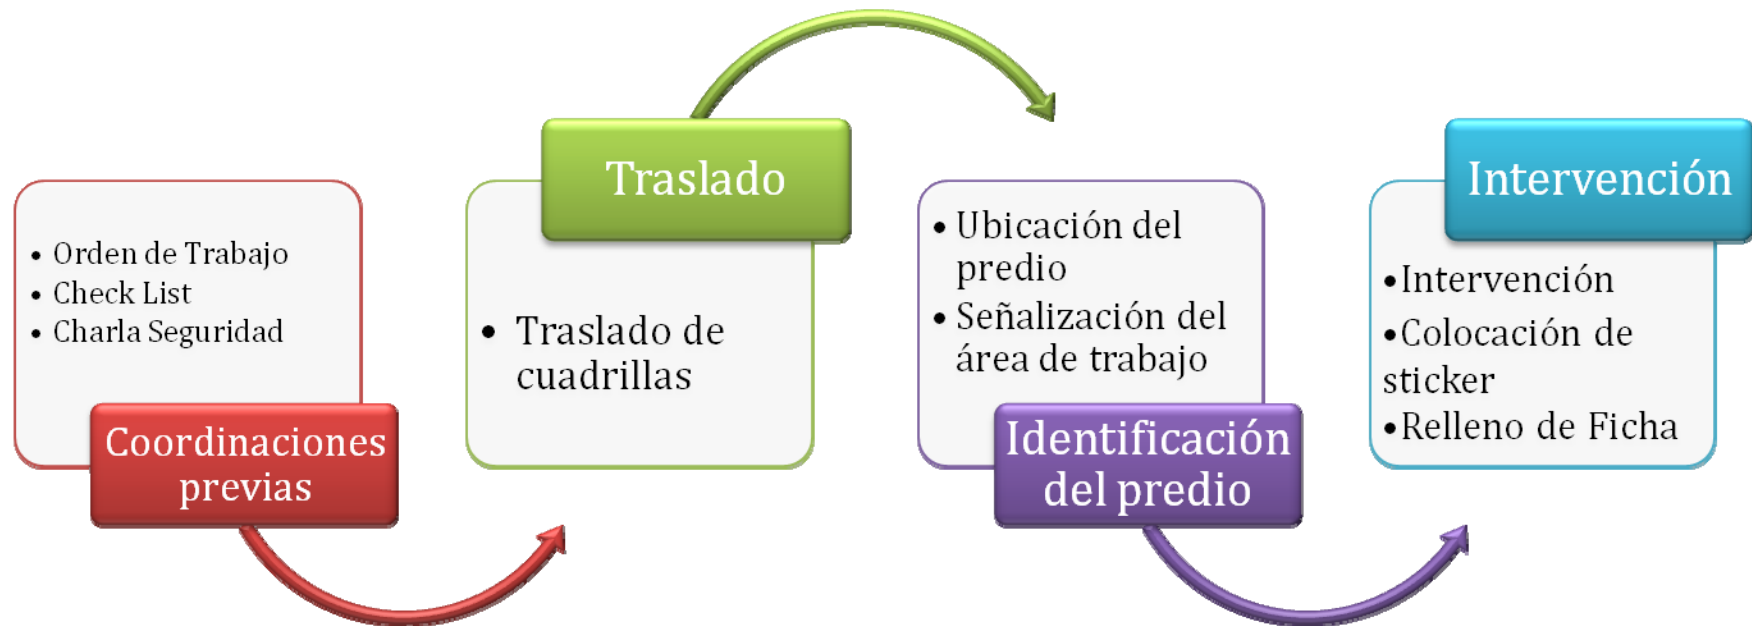 • Orden de Trabajo
• Check List
• Charla Seguridad
Coordinaciones
previas
Traslado
• Traslado de
cuadrillas
• Ubicación del
predio
• Señalización del
área de trabajo
Identificación
del predio
Intervención
•Intervención
•Colocación de
sticker
•Relleno de Ficha